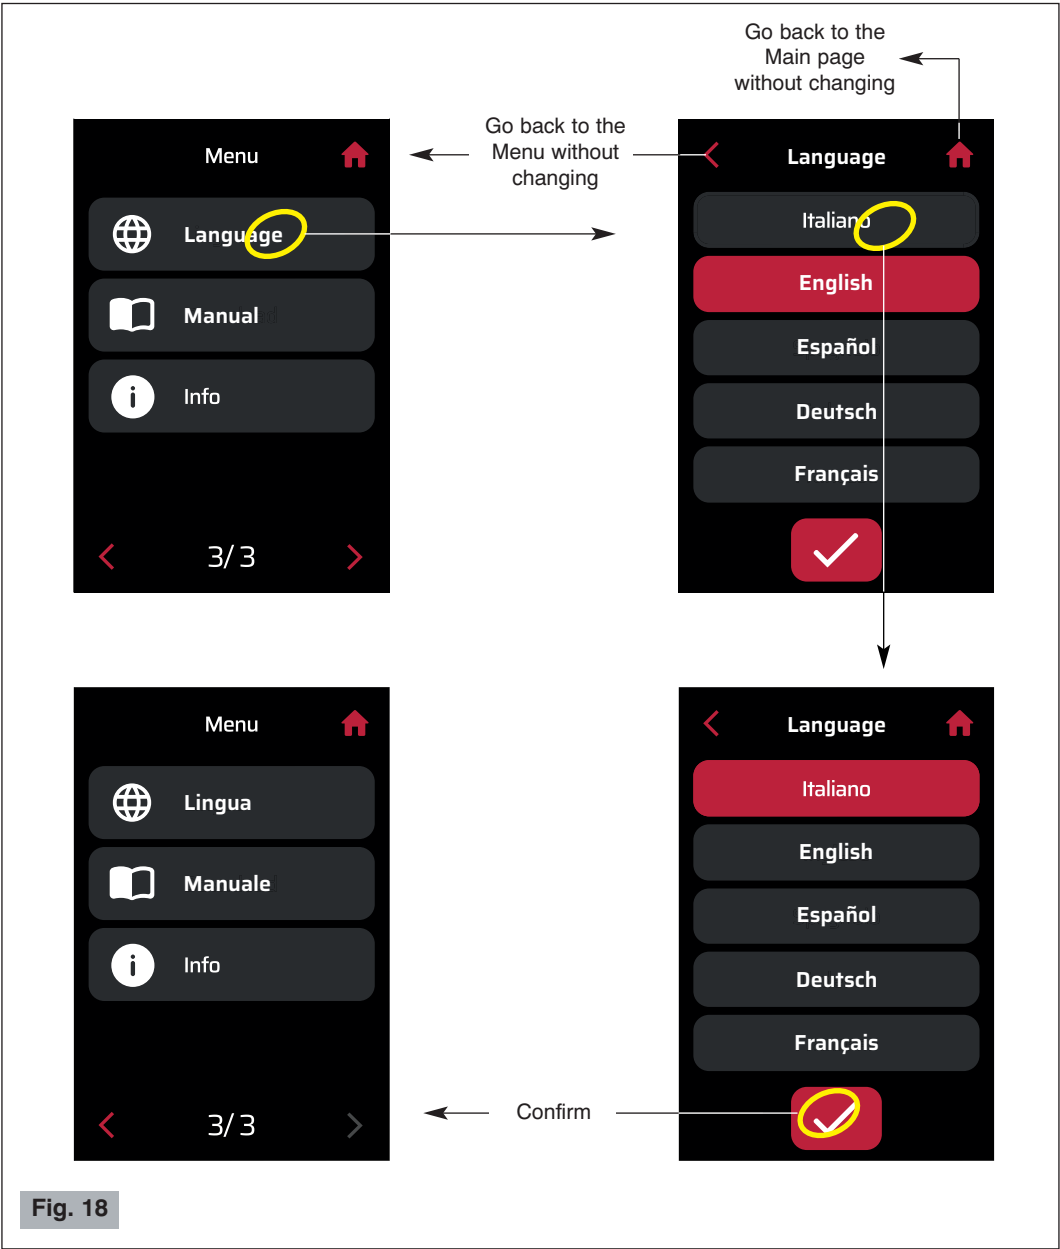 Go back to the
Main page
without changing
Go back to the
Menu without
changing
Menu
Language
Manual
Info
3/3
Language
Italiano
English
Español
Deutsch
Français
Menu
Lingua
Manuale
Info
3/3
Language
Italiano
English
Español
Deutsch
Français
Confirm
Fig. 18